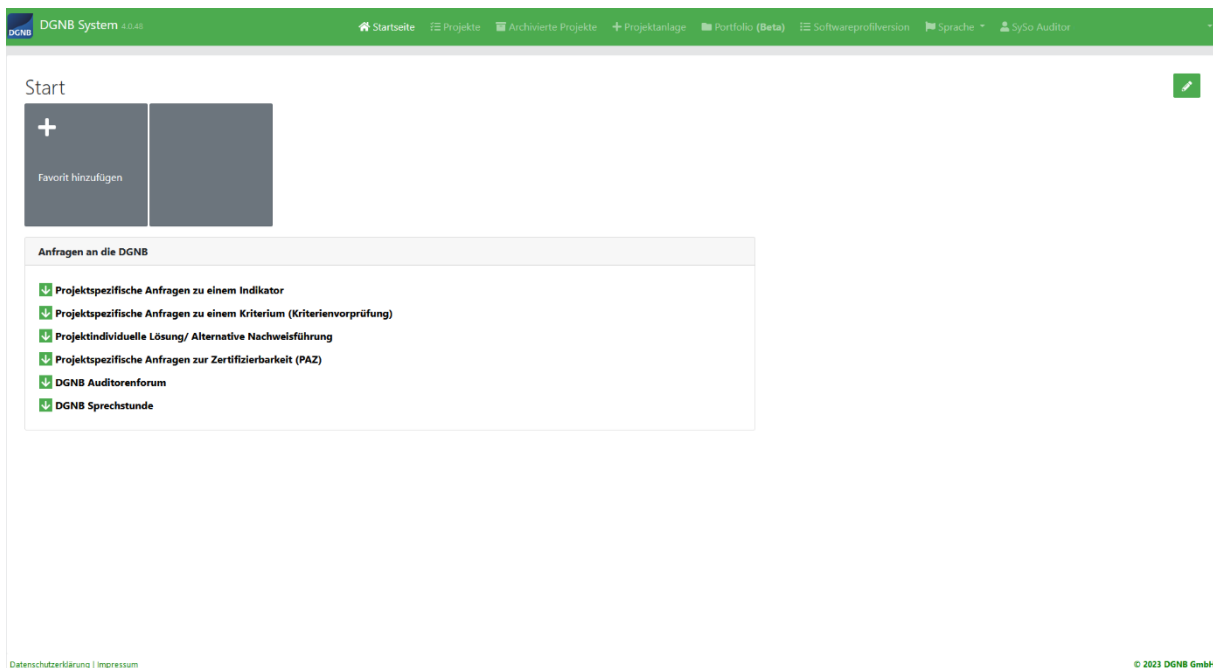 DGNB
DGNB System 4.0.48 Startseite Projekte Archivierte Projekte Projektanlage Portfolio (Beta) Softwareprofilversion Sprache SySo Auditor
Start
Favorit hinzufügen
Anfragen an die DGNB
Projektspezifische Anfragen zu einem Indikator
Projektspezifische Anfragen zu einem Kriterium (Kriterienvorprüfung)
Projektindividuelle Lösung/ Alternative Nachweisführung
Projektspezifische Anfragen zur Zertifizierbarkeit (PAZ)
DGNB Auditorenforum
DGNB Sprechstunde
Datenschutzerklärung | Impressum © 2023 DGNB GmbH